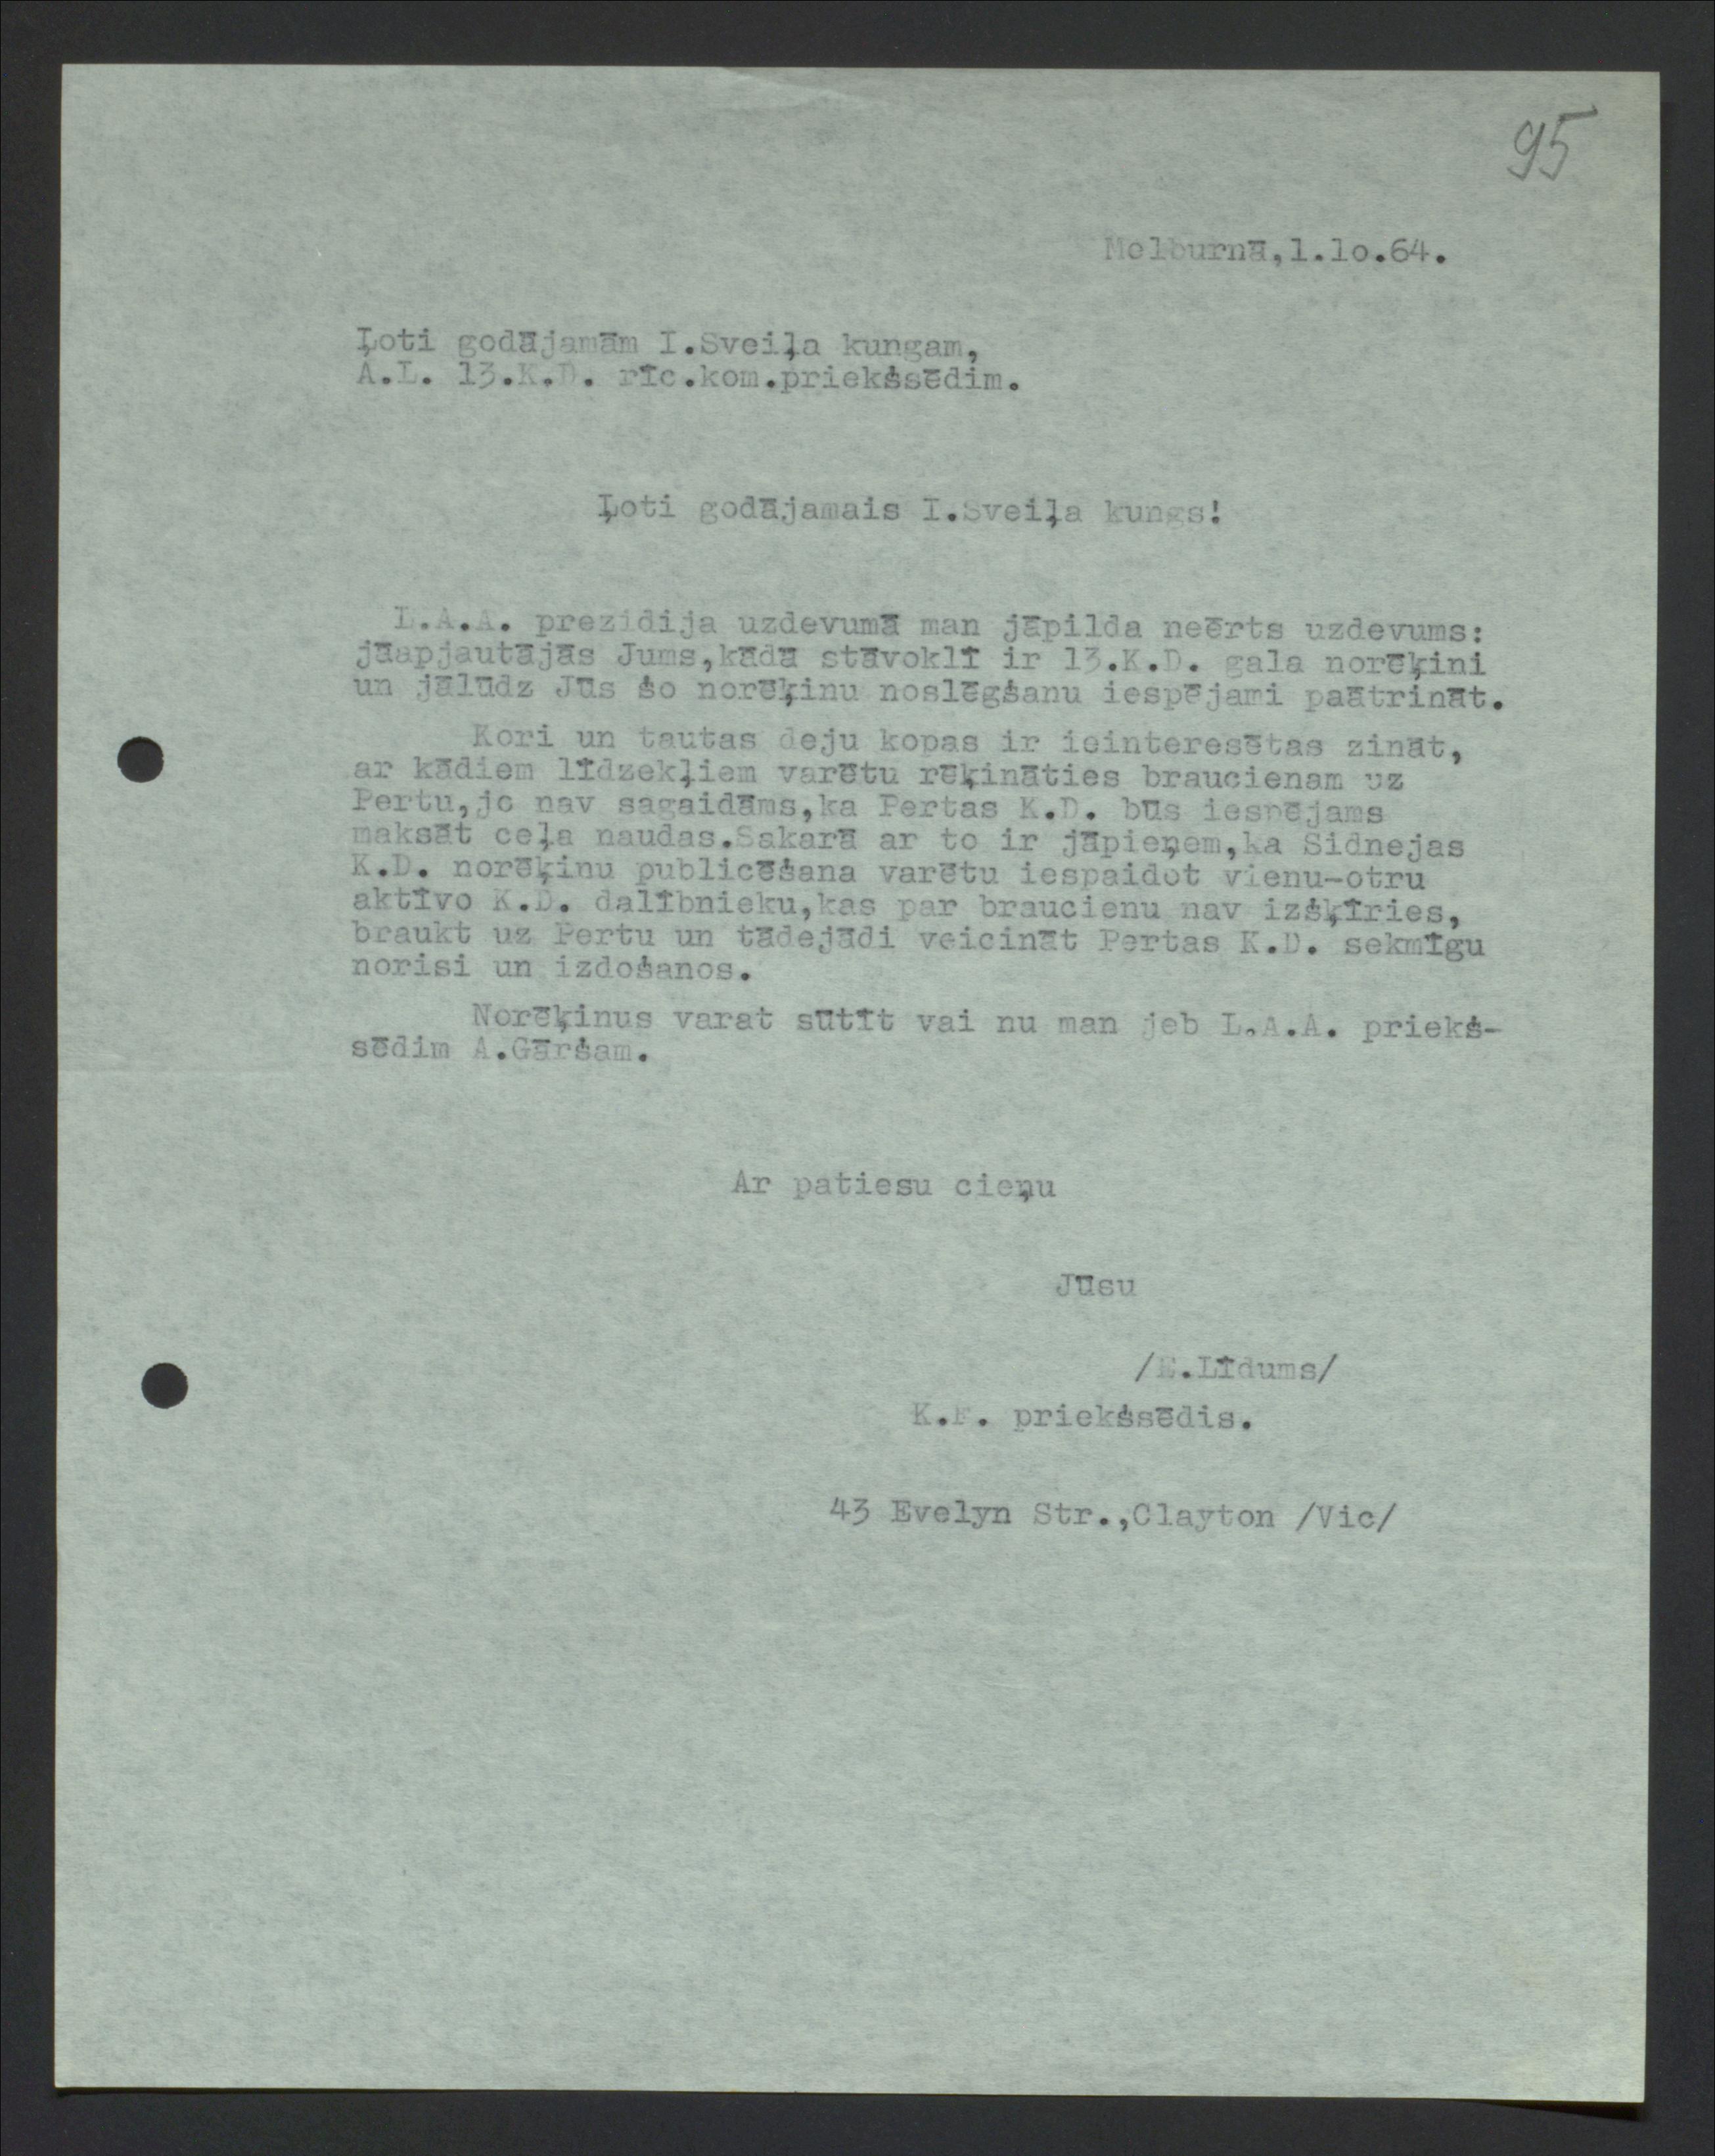 95
Melburnā,1.1o.64.
Ļoti godājamām I.Sveiļa kungam,
A.L. 13.K.D. rīc.kom.priekšsēdim.
Ļoti godājamais I.Sveiļa kungs!
L.A.A. prezidija uzdevumā man jāpilda neērts uzdevums:
jāapjautājās Jums,kādā stāvoklī ir 13.K.D. gala norēķini
un jālūdz Jūs šo norēķinu noslēgšanu iespējami paātrināt.
Kori un tautas deju kopas ir ieinteresētas zināt,
ar kādiem līdzekļiem varētu rēķināties braucienam uz
Pertu,jo nav sagaidāms,ka Pertas K.D. būs iespējams
maksāt ceļa naudas.Sakarā ar to ir jāpieņem,ka Sidnejas
K.D. norēķinu publicēšana varētu iespaidot vienu-otru
aktīvo K.D. dalībnieku,kas par braucienu nav izšķīries,
braukt uz Pertu un tādejādi veicināt Pertas K.D. sekmīgu
norisi un izdošanos.
Norēķinus varat sūtīt vai nu man jeb L.A.A. priekš-
sēdim A.Gāršam.
Ar patiesu cieņu
Jūsu
/E.Līdums/
K.F. priekšsēdis.
43 Evelyn Str.,Clayton /Vic/